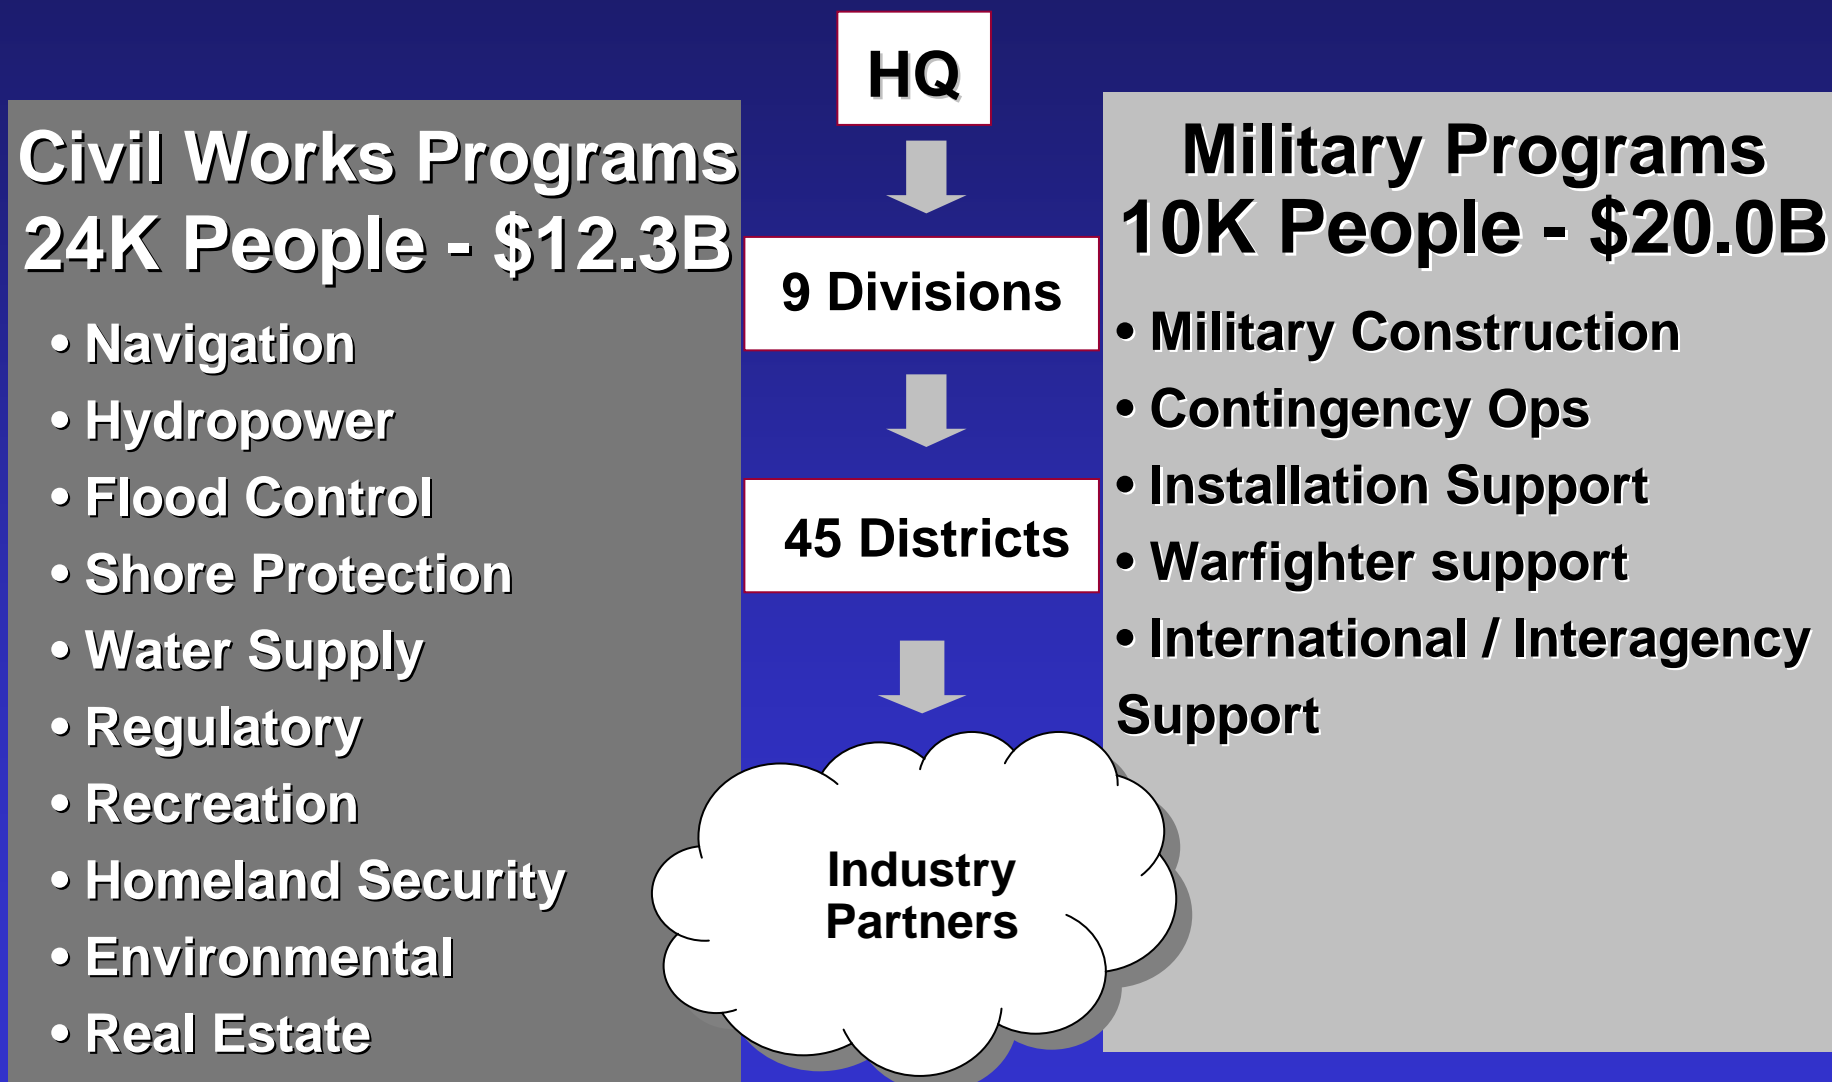 HQ
Civil Works Programs
24K People - $12.3B
• Navigation
• Hydropower
• Flood Control
• Shore Protection
• Water Supply
• Regulatory
• Recreation
• Homeland Security
• Environmental
• Real Estate
9 Divisions
45 Districts
Industry
Partners
Military Programs
10K People - $20.0B
• Military Construction
• Contingency Ops
• Installation Support
• Warfighter support
• International / Interagency
Support